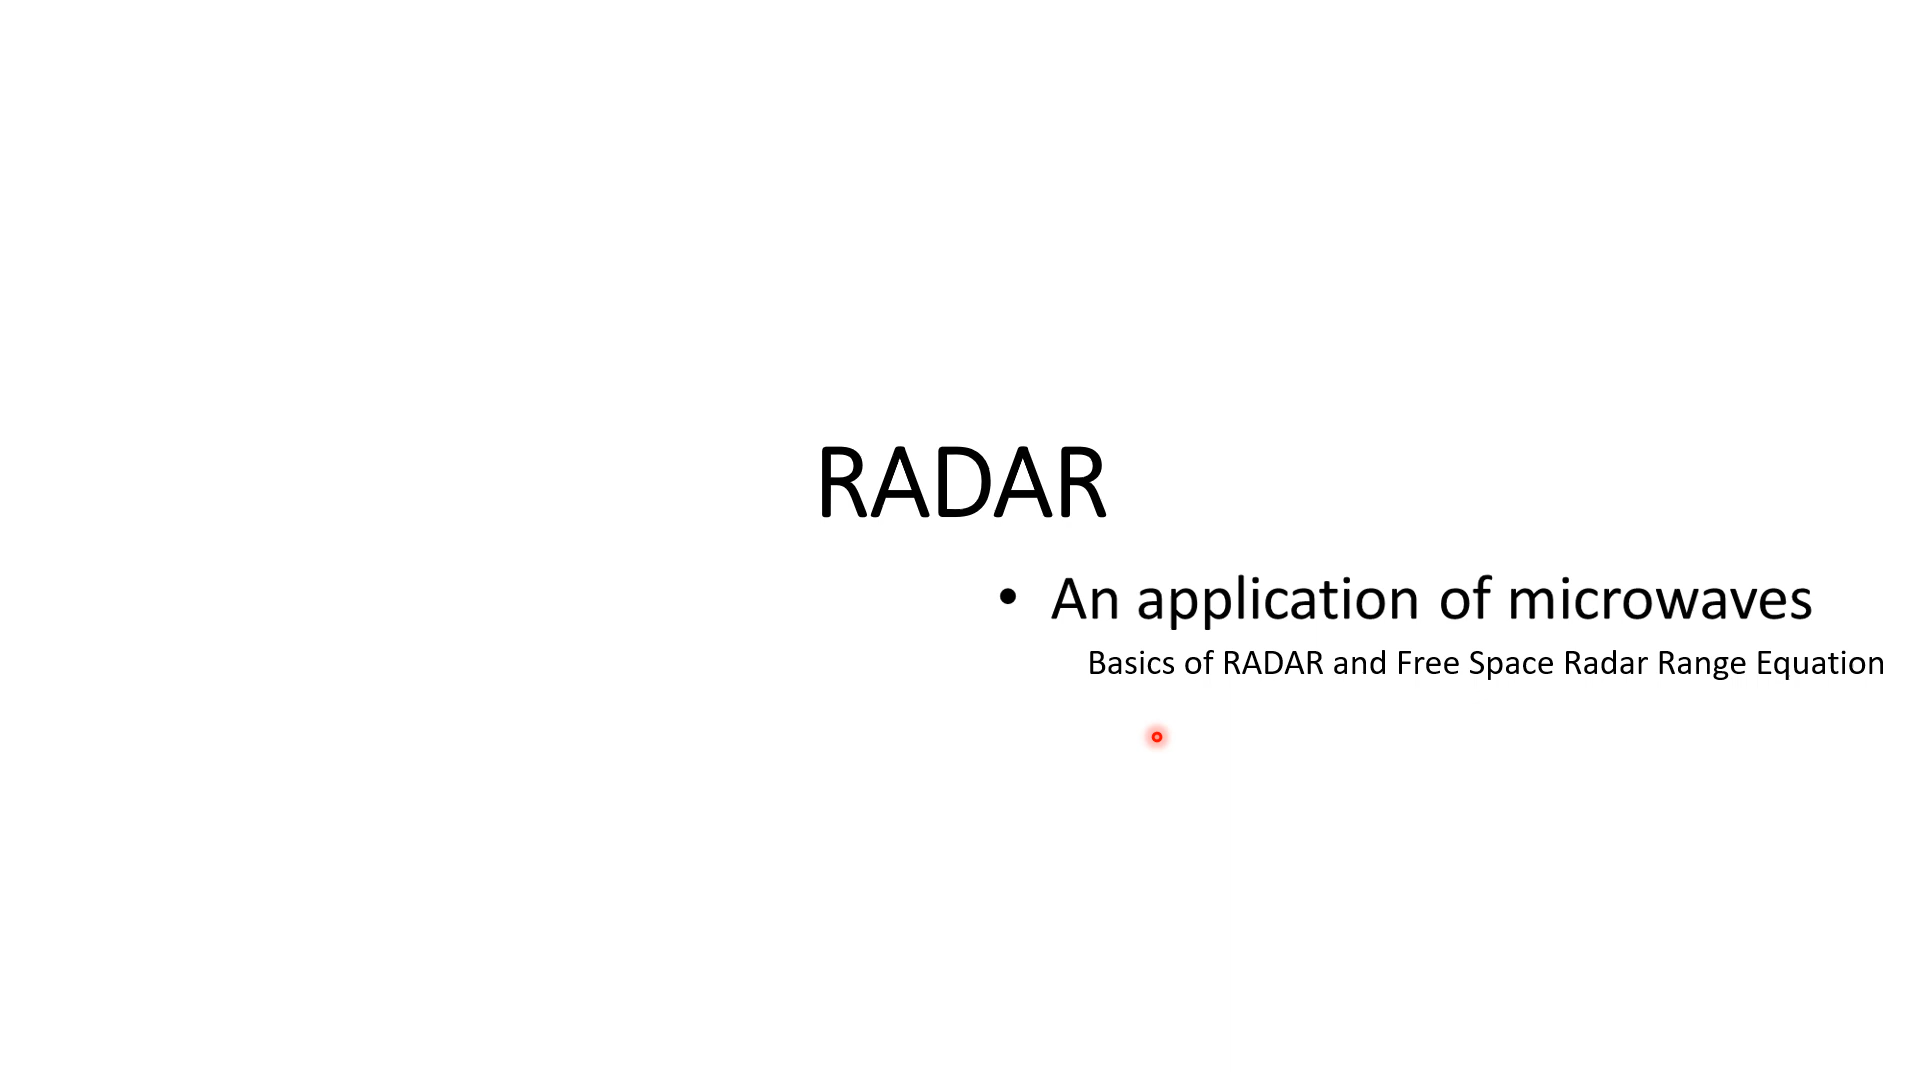 RADAR
• An application of microwaves
Basics of RADAR and Free Space Radar Range Equation